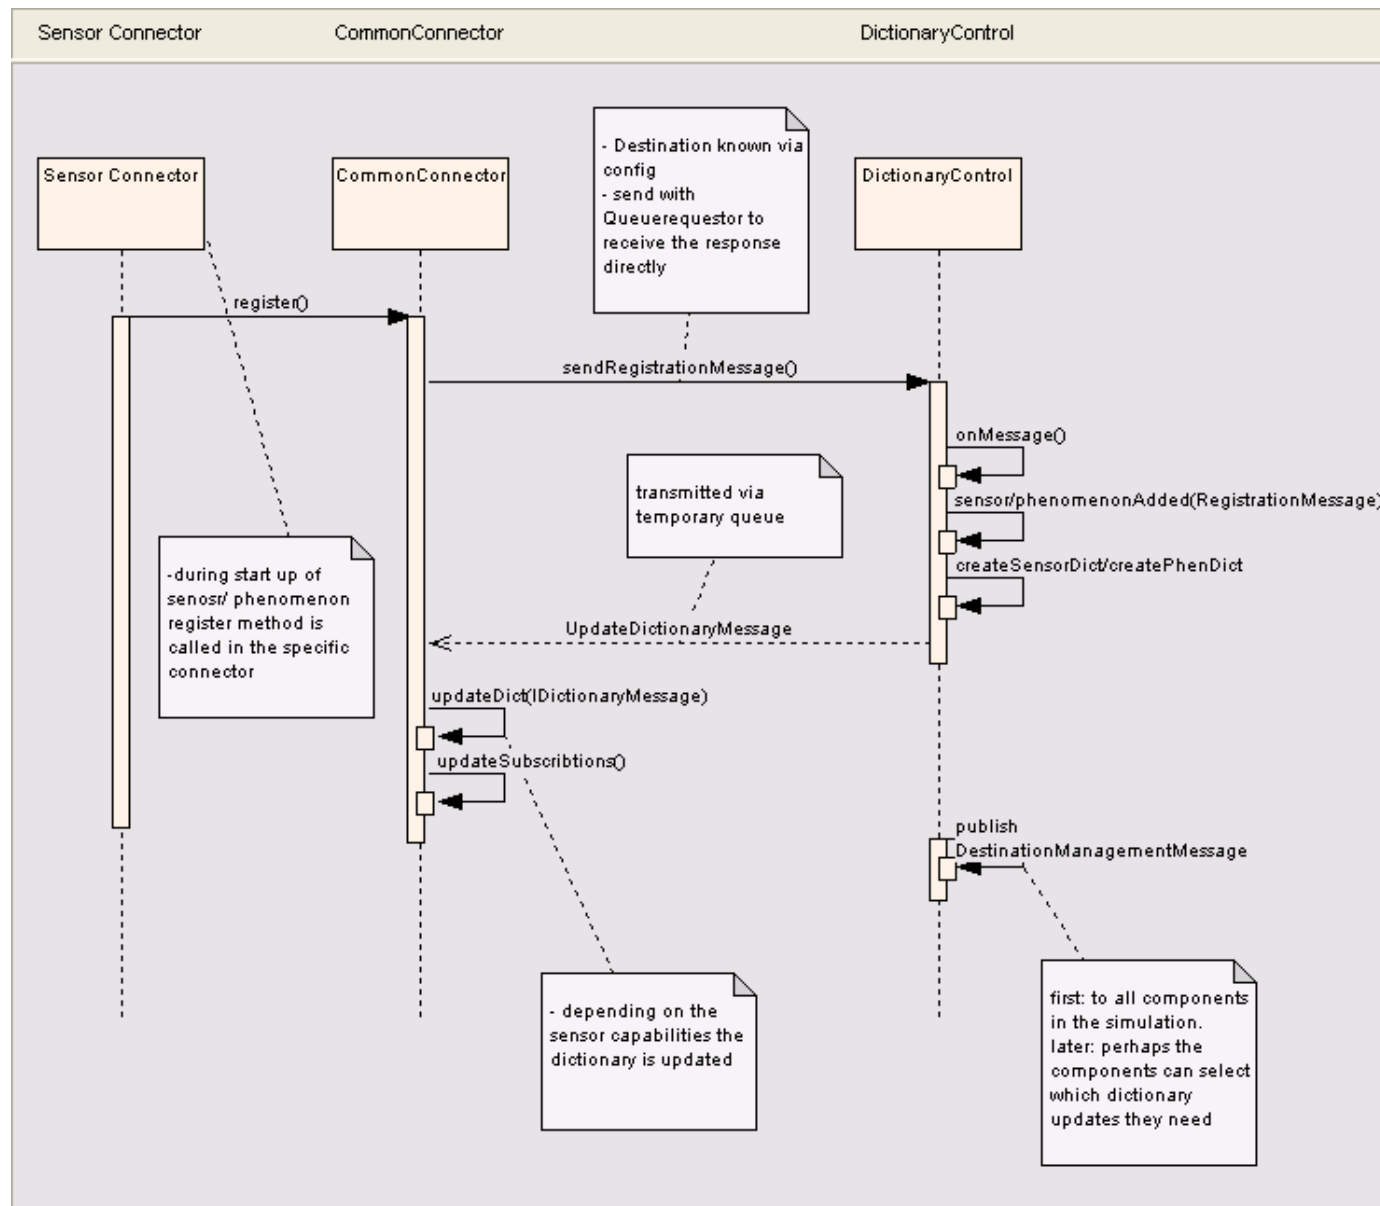 Sensor Connector
CommonConnector
DictionaryControl
- Destination known via
config
- send with
Queuerequestor to
receive the response
directly
Sensor Connector
CommonConnector
DictionaryControl
register()
sendRegistrationMessage()
onMessage()
transmitted via
temporary queue
sensor/phenomenonAdded(RegistrationMessage)
createSensorDict/createPhenDict
-during start up of
senosr/ phenomenon
register method is
called in the specific
connector
UpdateDictionaryMessage
updateDict(IDictionaryMessage)
updateSubscribtions()
publish
DestinationManagementMessage
- depending on the
sensor capabilities the
dictionary is updated
first: to all components
in the simulation.
later: perhaps the
components can select
which dictionary
updates they need